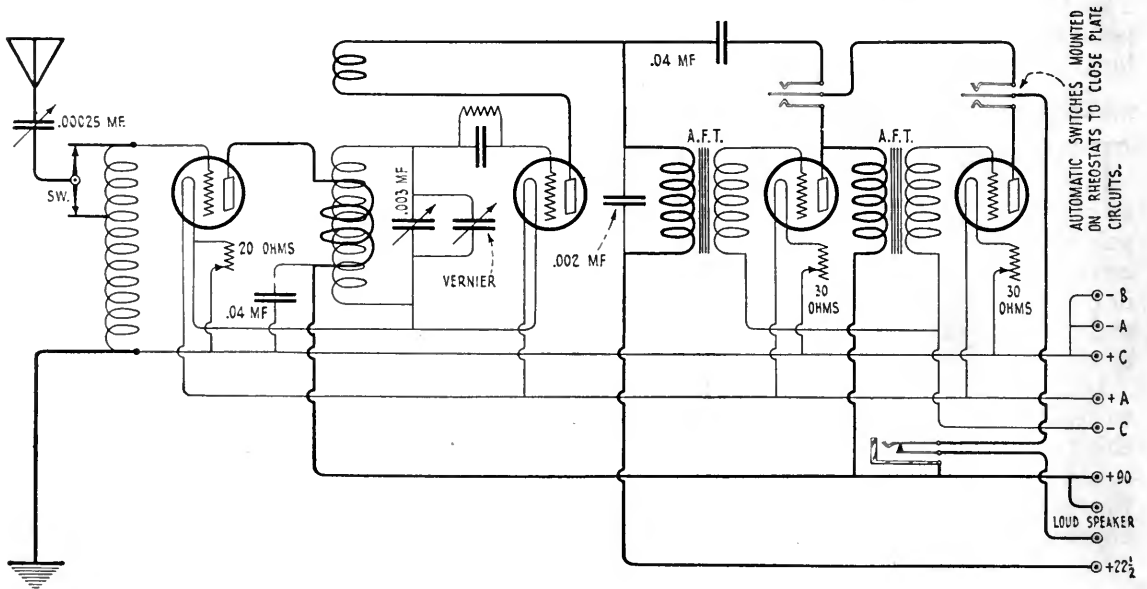 .00025 MF
SW.
20 OHMS
.04 MF
.003 MF
VERNIER
.04 MF
.002 MF
A.F.T.
30
OHMS
A.F.T.
30
OHMS
AUTOMATIC SWITCHES MOUNTED
ON RHEOSTATS TO CLOSE PLATE
CIRCUITS.
- B
- A
+ C
+ A
- C
+90
LOUD SPEAKER
+22½